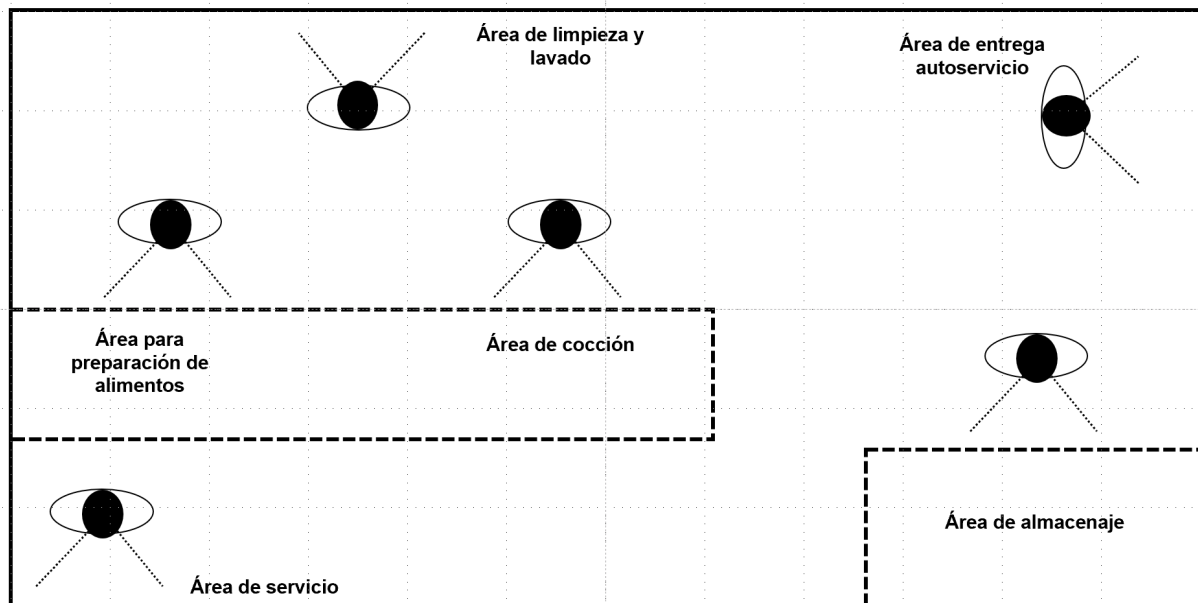 Área de limpieza y
lavado
Área de entrega
autoservicio
Área para
preparación de
alimentos
Área de cocción
Área de almacenaje
Área de servicio